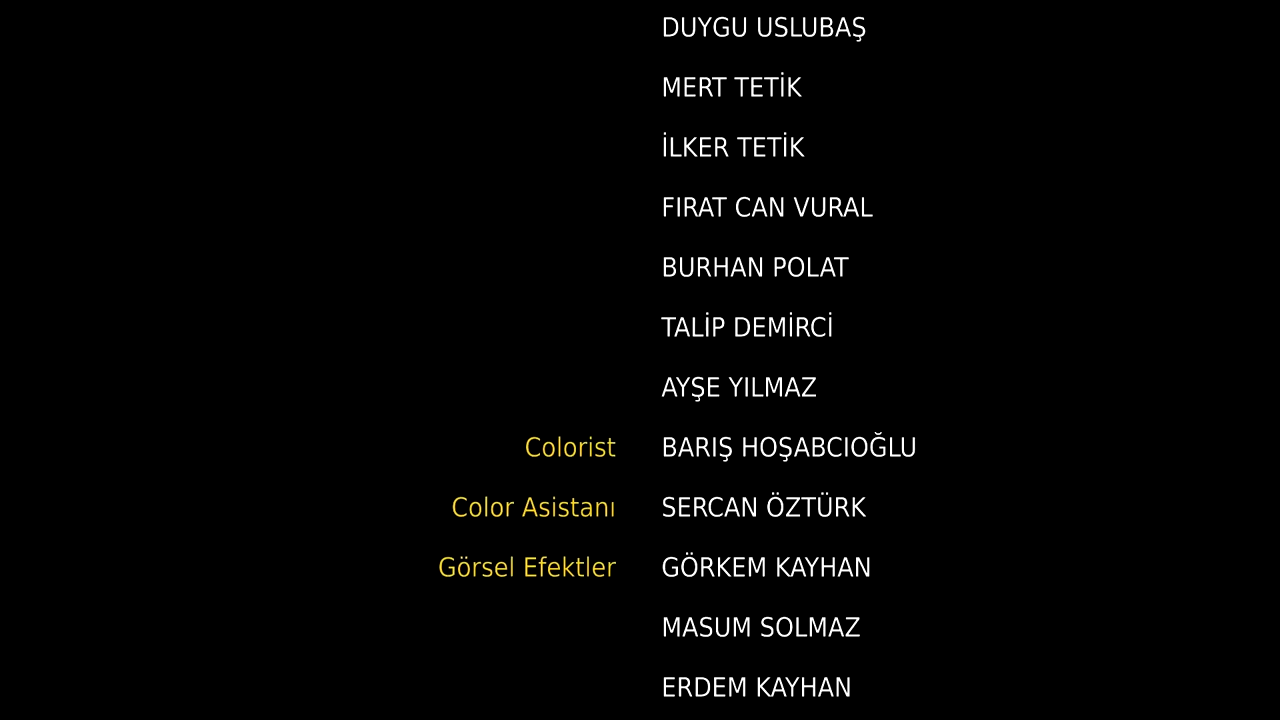 DUYGU USLUBAŞ
MERT TETİK
İLKER TETİK
FIRAT CAN VURAL
BURHAN POLAT
TALİP DEMİRCİ
AYŞE YILMAZ
Colorist BARIŞ HOŞABCIOĞLU
Color Asistanı SERCAN ÖZTÜRK
Görsel Efektler GÖRKEM KAYHAN
MASUM SOLMAZ
ERDEM KAYHAN